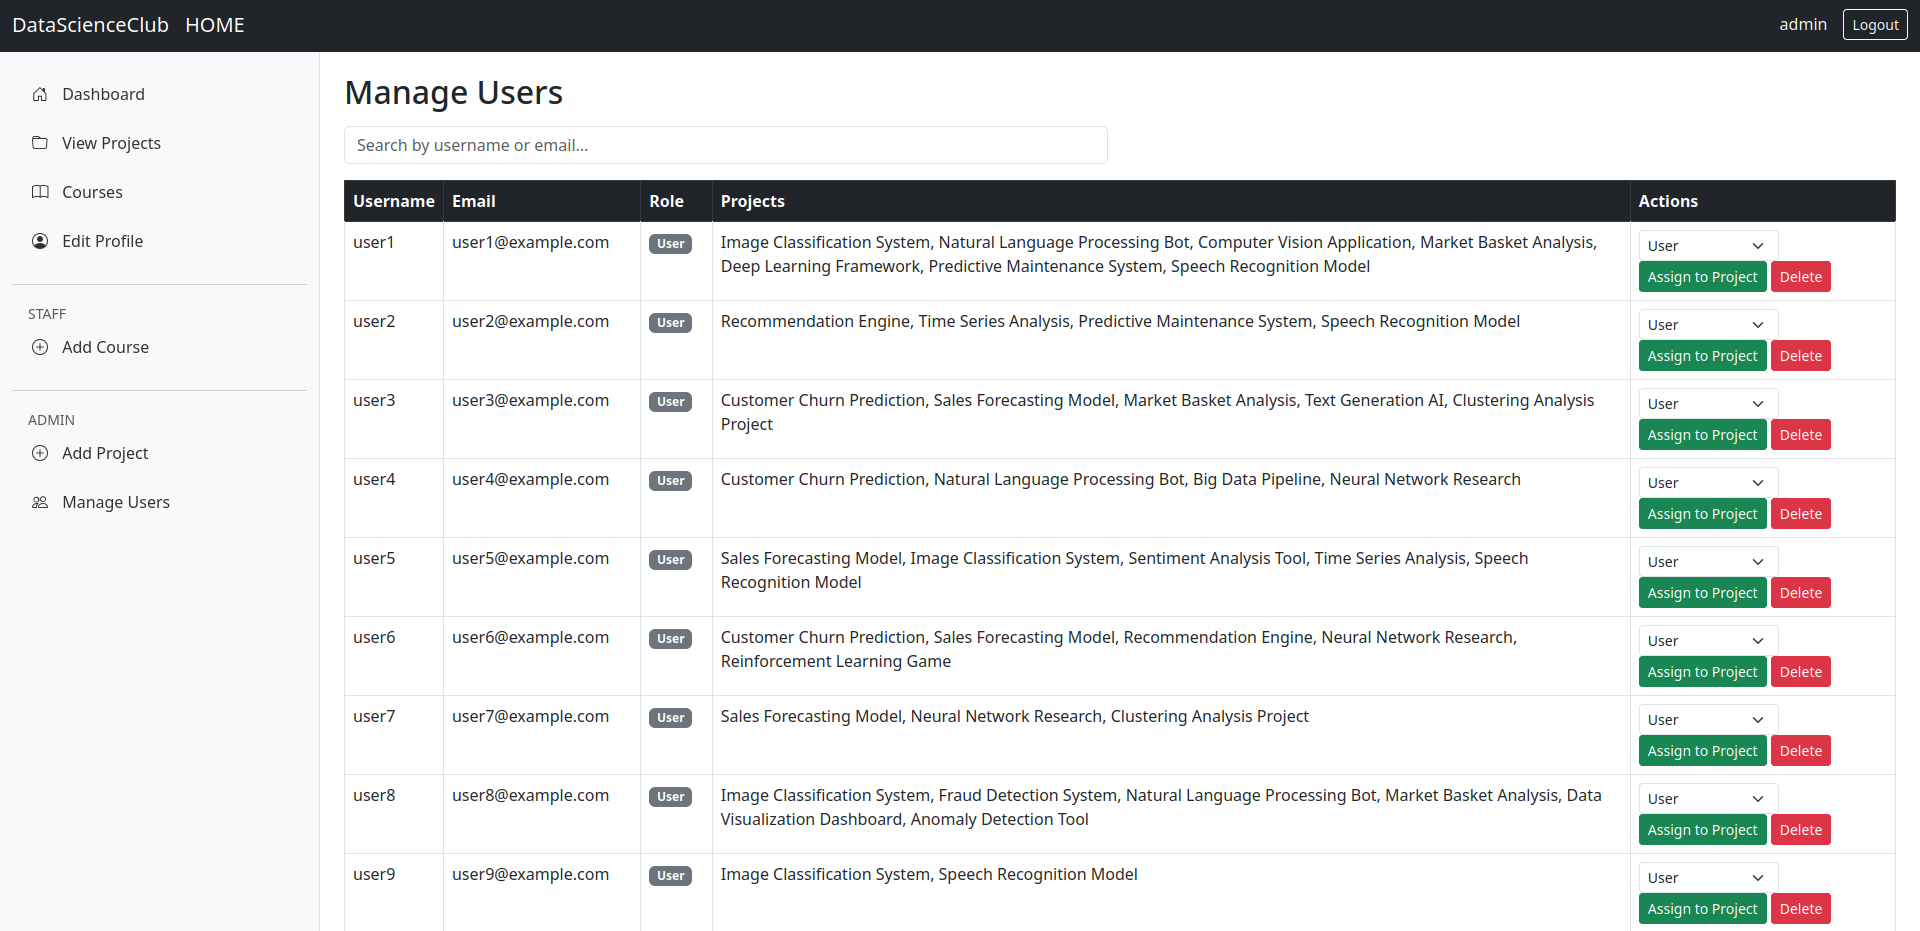 DataScienceClub HOME admin Logout
Dashboard
View Projects
Courses
Edit Profile
STAFF
Add Course
ADMIN
Add Project
Manage Users
Manage Users
Search by username or email...
Username Email Role Projects Actions
user1 user1@example.com User Image Classification System, Natural Language Processing Bot, Computer Vision Application, Market Basket Analysis, User
Deep Learning Framework, Predictive Maintenance System, Speech Recognition Model Assign to Project Delete
user2 user2@example.com User Recommendation Engine, Time Series Analysis, Predictive Maintenance System, Speech Recognition Model User
Assign to Project Delete
user3 user3@example.com User Customer Churn Prediction, Sales Forecasting Model, Market Basket Analysis, Text Generation AI, Clustering Analysis User
Project Assign to Project Delete
user4 user4@example.com User Customer Churn Prediction, Natural Language Processing Bot, Big Data Pipeline, Neural Network Research User
Assign to Project Delete
user5 user5@example.com User Sales Forecasting Model, Image Classification System, Sentiment Analysis Tool, Time Series Analysis, Speech User
Recognition Model Assign to Project Delete
user6 user6@example.com User Customer Churn Prediction, Sales Forecasting Model, Recommendation Engine, Neural Network Research, User
Reinforcement Learning Game Assign to Project Delete
user7 user7@example.com User Sales Forecasting Model, Neural Network Research, Clustering Analysis Project User
Assign to Project Delete
user8 user8@example.com User Image Classification System, Fraud Detection System, Natural Language Processing Bot, Market Basket Analysis, Data User
Visualization Dashboard, Anomaly Detection Tool Assign to Project Delete
user9 user9@example.com User Image Classification System, Speech Recognition Model User
Assign to Project Delete